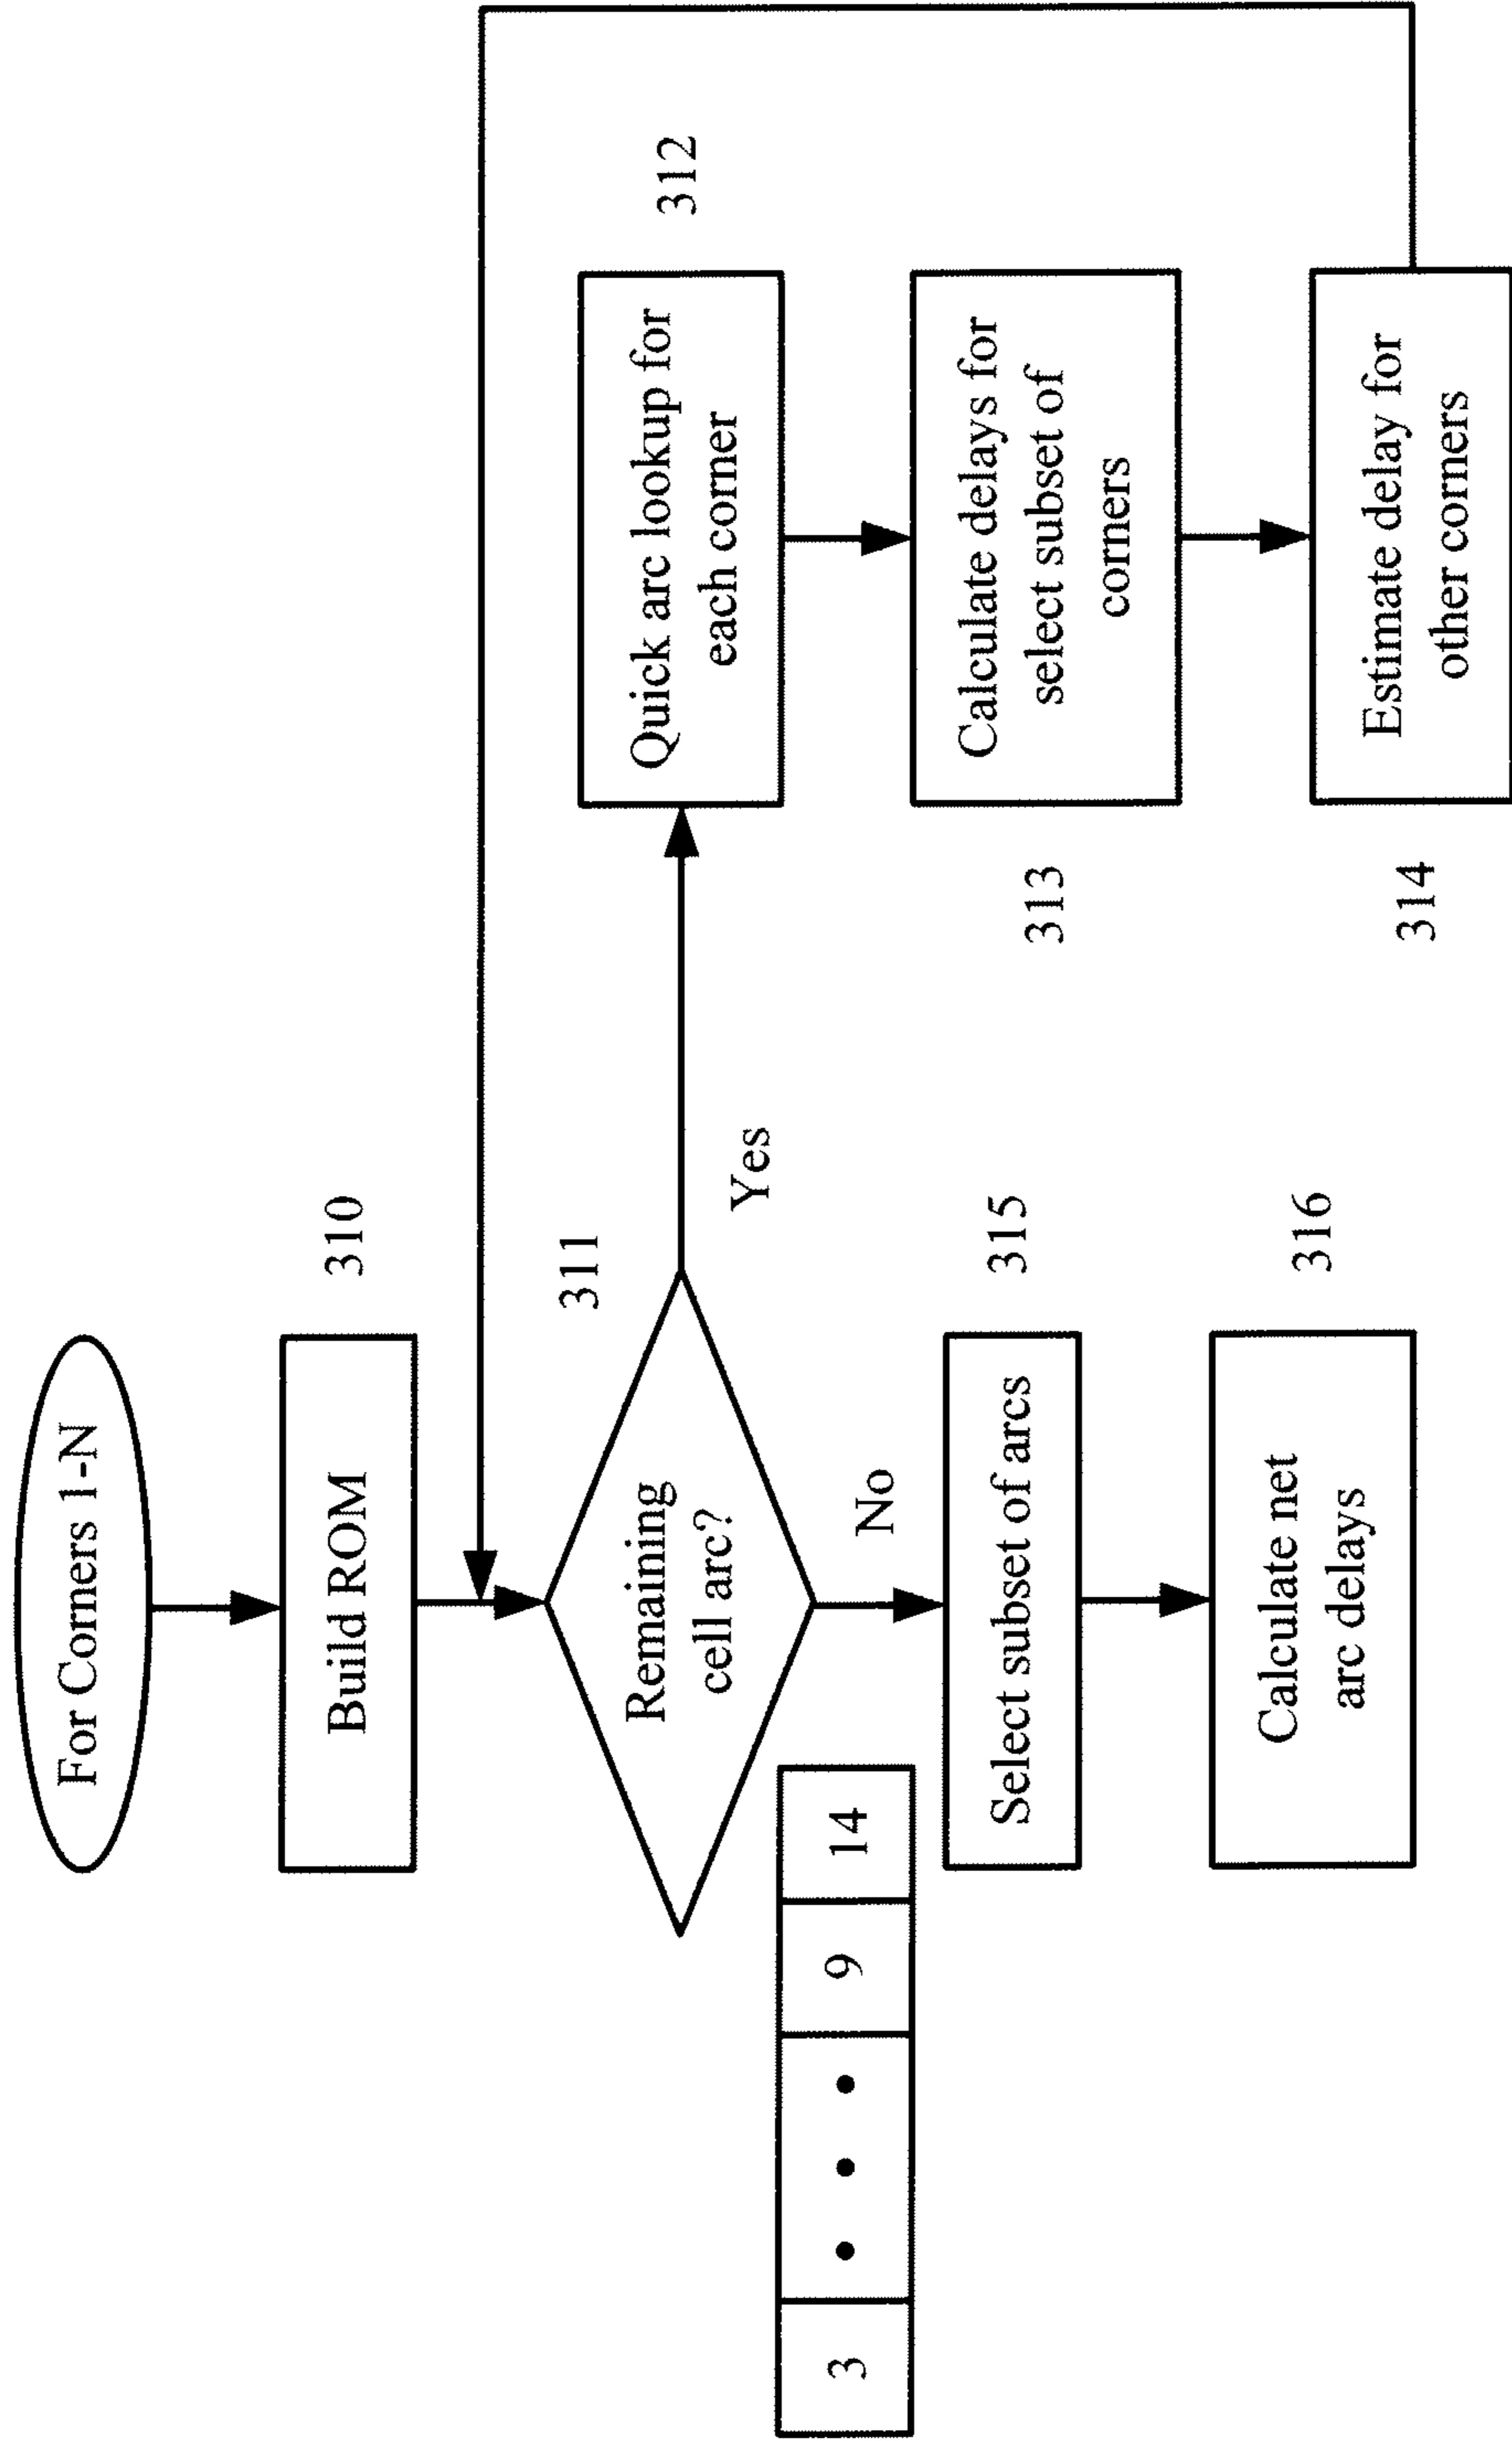 For Corners 1-N
Build ROM
310
Remaining
cell arc?
311
Yes
No
Quick arc lookup for
each corner
312
Calculate delays for
select subset of
corners
313
Estimate delay for
other corners
314
3
9
14
Select subset of arcs
315
Calculate net
arc delays
316